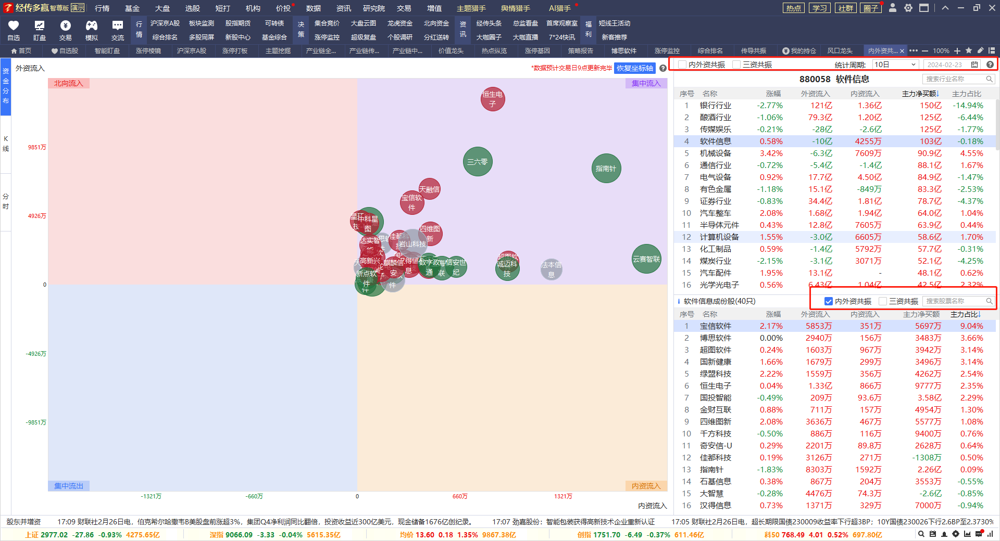 经传多赢 智尊版 演示 行情 基金 大盘 选股 短打 机构 价投 数据 资讯 研究院 交易 增值 主题猎手 舆情猎手 AI猎手 热点 学习 社群 圈子
自选 盯盘 交易 模拟 交流
行情 沪深京A股 板块监测 股指期货 可转债 决策 集合竞价 大盘云图 龙虎资金 北向资金 资讯 经传头条 总监看盘 首席观察室 福利 短线王活动
综合排名 多股同屏 新股中心 基金综合 涨停监控 超级复盘 个股调研 分红送转 大咖圈子 大咖直播 7*24快讯 新客推荐
首页 自选股 智能盯盘 涨停棱镜 沪深京A股 涨停打板 主题挖掘 产业链全... 产业链传... 产业链中... 价值龙头 热点纵览 涨停基因 策略报告 博思软件 涨停监控 综合排名 传导共振 我的持仓 风口龙头 内外资共... 100%
资金分布
K线
分时
外资流入
*数据预计交易日9点更新完毕 恢复坐标轴
北向流入
集中流入
恒生电子
三六零
指南针
天融信
宝信软件
中科星图
四维图新
达实智能
佳都科
岩山科技
高新兴
麒麟信安
得信息
数字政通
海联
信安世纪
超图软
诚迈科技
法本信息
云赛智联
新点软件
9851万
4926万
0
-4926万
-9851万
集中流出
内资流入
-1321万 -660万 0 660万 1321万
内资流入
内外资共振 三资共振 统计周期: 10日 2024-02-23
880058 软件信息 搜索行业名称
序号 名称 涨幅 外资流入 内资流入 主力净买额↓ 主力占比
1 银行行业 -2.77% 121亿 1.36亿 150亿 -14.94%
2 酿酒行业 -1.06% 79.3亿 1.20亿 125亿 -6.44%
3 传媒娱乐 -0.21% -28亿 -2.6亿 125亿 -1.77%
4 软件信息 0.58% -10亿 4255万 103亿 -0.18%
5 机械设备 3.42% -6.3亿 7609万 90.9亿 4.55%
6 通信行业 -0.72% -5.4亿 -1.4亿 88.1亿 1.67%
7 电气设备 0.92% 17.7亿 4.50亿 84.9亿 -1.47%
8 有色金属 -1.18% 15.1亿 -849万 83.3亿 -2.53%
9 证券行业 -0.83% 34.4亿 1.81亿 78.7亿 -4.37%
10 汽车整车 2.08% 1.68亿 1.94亿 64.0亿 1.04%
11 半导体元件 0.43% 12.8亿 7605万 63.9亿 0.44%
12 计算机设备 1.55% -3.0亿 6605万 58.6亿 1.70%
13 化工制品 0.59% -1.4亿 5792万 57.7亿 -0.31%
14 煤炭行业 -2.15% -3.1亿 3071万 52.1亿 -4.25%
15 汽车配件 1.95% 13.1亿 - 48.1亿 0.62%
16 光学光电子 0.56% 6.43亿 1.04亿 42.5亿 2.32%
软件信息成份股(40只) 内外资共振 三资共振 搜索股票名称
序号 名称 涨幅 外资流入 内资流入 主力净买额 主力占比↓
1 宝信软件 2.17% 5853万 351万 5697万 9.04%
2 博思软件 0.00% 2940万 156万 3483万 3.66%
3 超图软件 0.24% 1603万 967万 3942万 3.14%
4 国新健康 1.66% 1679万 299万 3496万 3.14%
5 绿盟科技 2.22% 1559万 356万 4262万 2.54%
6 恒生电子 0.04% 1.33亿 866万 9777万 2.35%
7 国投智能 -0.49% 209万 93.6万 3.58亿 2.29%
8 金财互联 0.88% 711万 157万 4954万 1.30%
9 四维图新 2.08% 3636万 467万 5577万 1.08%
10 千方科技 -0.50% 886万 116万 9400万 0.76%
11 奇安信-U 0.29% 2201万 89.8万 2628万 0.64%
12 佳都科技 0.19% 3126万 271万 -1308万 0.50%
13 指南针 -1.83% 8303万 1592万 2.26亿 0.09%
14 石基信息 0.38% 867万 204万 3553万 -0.55%
15 大智慧 -0.28% 4476万 74.3万 -2.6亿 -0.85%
16 汉得信息 0.73% 1371万 329万 7000万 -0.94%
股东并增资 17:09 财联社2月26日电，伯克希尔哈撒韦B美股盘前涨超3%，集团Q4净利润同比翻倍，投资收益近300亿美元，现金储备1676亿创纪录。 17:07 劲嘉股份：智能包装获得高新技术企业重新认证 17:05 财联社2月26日电，超长期限国债230009收益率下行超3BP；10Y国债230026下行2.6BP至2.3730%
上证 2977.02 -27.86 -0.93% 4275.65亿 深指 9066.09 -3.33 -0.04% 5615.35亿 均价 13.60 0.18 1.35% 9867.38亿 创指 1751.70 -6.49 -0.37% 611.46亿 科50 768.49 4.01 0.52% 697.80亿